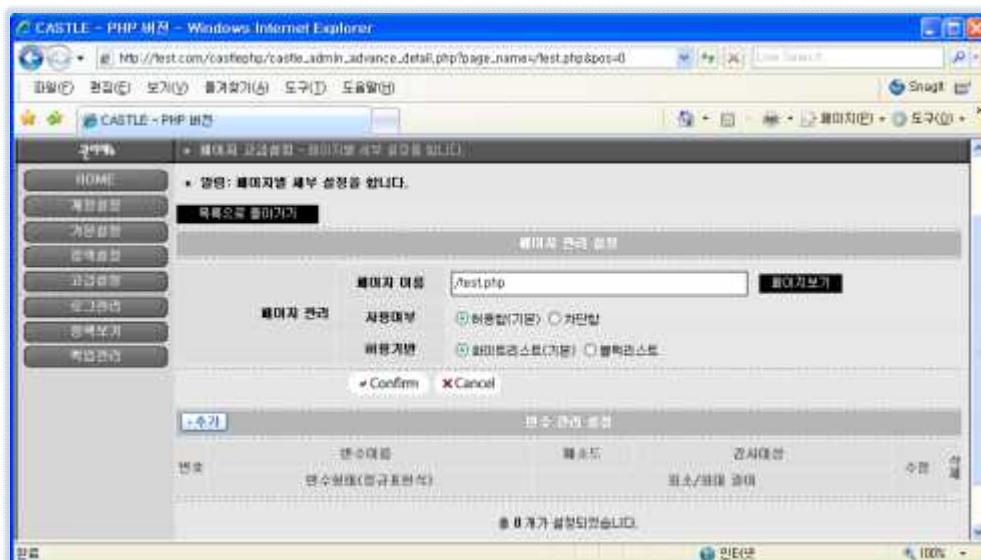 CASTLE - PHP 버전 - Windows Internet Explorer
http://test.com/castlephp/castle_admin_advance_detail.php?page_name=/test.php&pos=0
Live Search
파일(F) 편집(E) 보기(V) 즐겨찾기(A) 도구(T) 도움말(H)
SnagIt
CASTLE - PHP 버전
페이지(P) 도구(O)
관리메뉴
페이지 고급설정 - 페이지별 세부 설정을 합니다.
HOME
알림: 페이지별 세부 설정을 합니다.
계정설정
목록으로 돌아가기
기본설정
페이지 관리 설정
정책설정
고급설정
페이지 이름 /test.php 페이지보기
로그관리
페이지 관리
사용여부 허용함(기본) 차단함
백업관리
허용기반 화이트리스트(기본) 블랙리스트
Confirm Cancel
+추가 변수 관리 설정
번호 변수이름 메소드 검사대상 수정 삭제
변수형태(정규표현식) 최소/최대 길이
총 0 개가 설정되었습니다.
완료 인터넷 100%